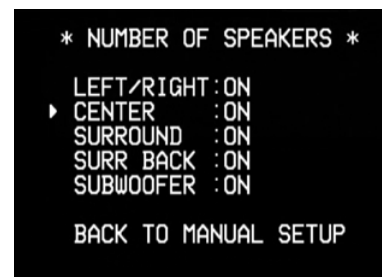 * NUMBER OF SPEAKERS *
LEFT/RIGHT:ON
CENTER :ON
SURROUND :ON
SURR BACK :ON
SUBWOOFER :ON
BACK TO MANUAL SETUP